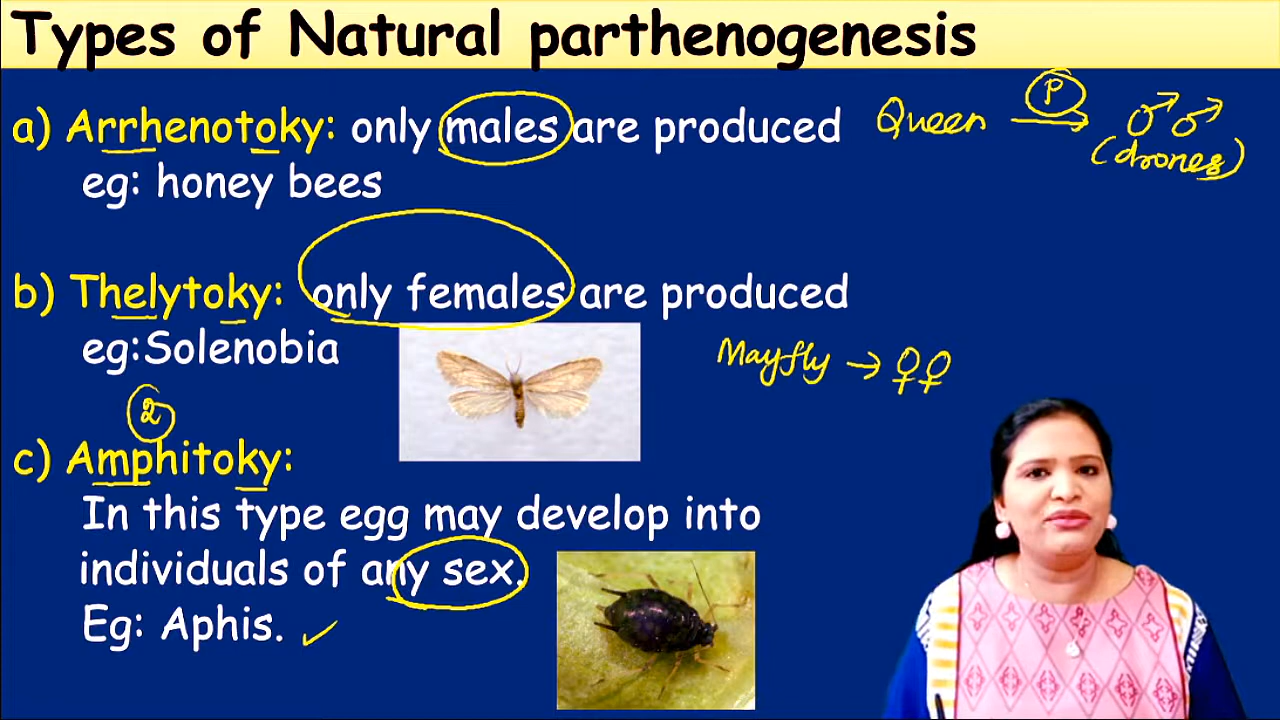 Types of Natural parthenogenesis
a) Arrhenotoky: only males are produced
Queen P ♂♂
(drones)
eg: honey bees
b) Thelytoky: only females are produced
eg:Solenobia
Mayfly → ♀♀
2
c) Amphitoky:
In this type egg may develop into
individuals of any sex.
Eg: Aphis. ✓